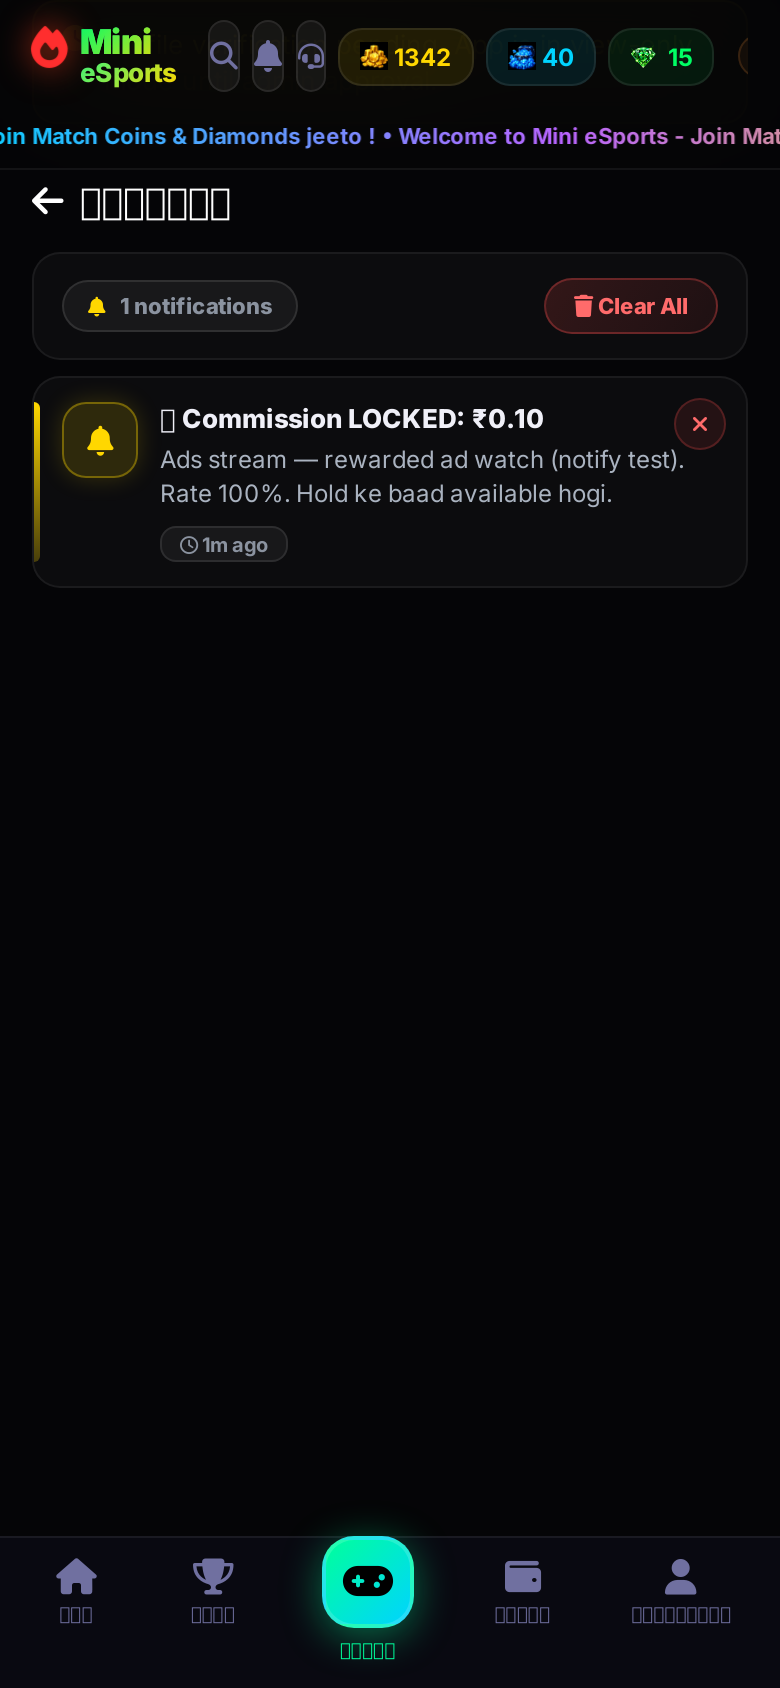 Mini
eSports
1342
40
15
oin Match Coins & Diamonds jeeto ! • Welcome to Mini eSports - Join Mat
1 notifications
Clear All
Commission LOCKED: ₹0.10
Ads stream — rewarded ad watch (notify test).
Rate 100%. Hold ke baad available hogi.
1m ago